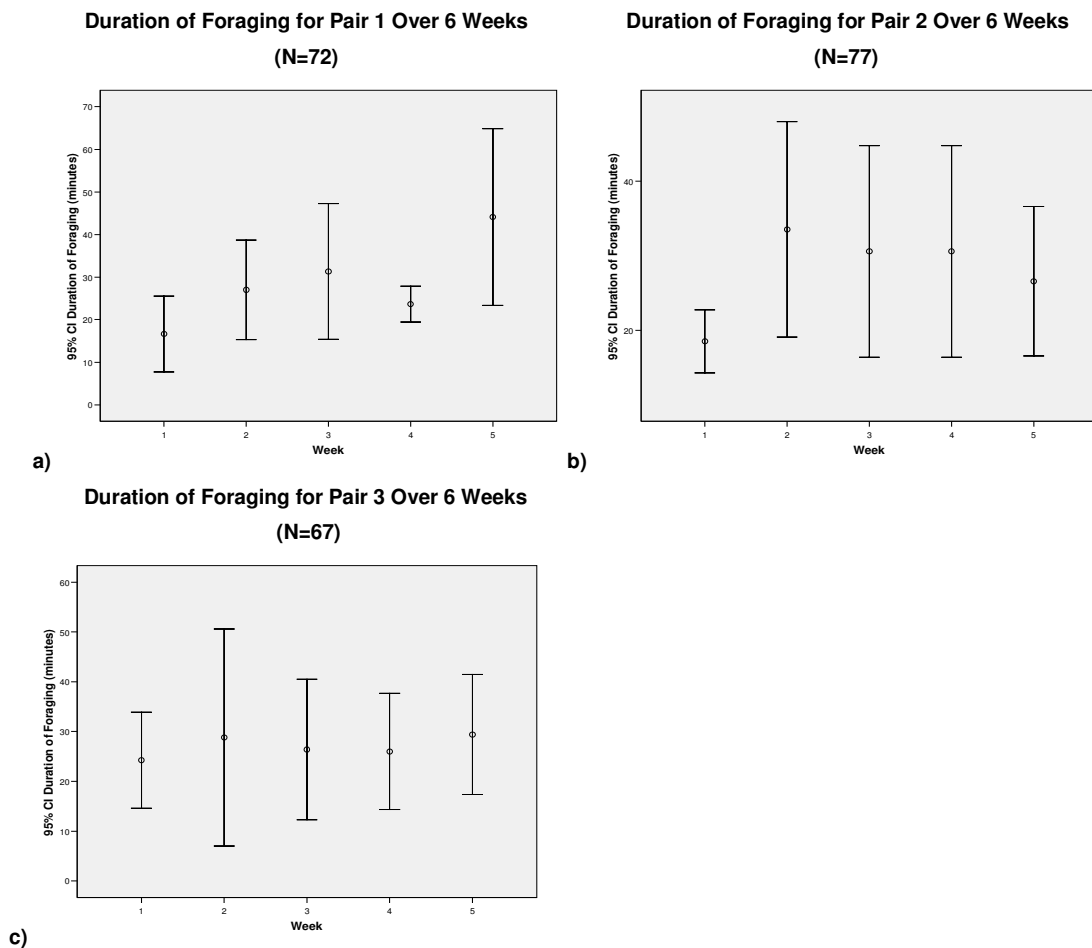 Duration of Foraging for Pair 1 Over 6 Weeks
(N=72)
95% CI Duration of Foraging (minutes)
70
60
50
40
30
20
10
0
1 2 3 4 5
Week
a)
Duration of Foraging for Pair 2 Over 6 Weeks
(N=77)
95% CI Duration of Foraging (minutes)
40
20
1 2 3 4 5
Week
b)
Duration of Foraging for Pair 3 Over 6 Weeks
(N=67)
95% CI Duration of Foraging (minutes)
60
50
40
30
20
10
0
1 2 3 4 5
Week
c)